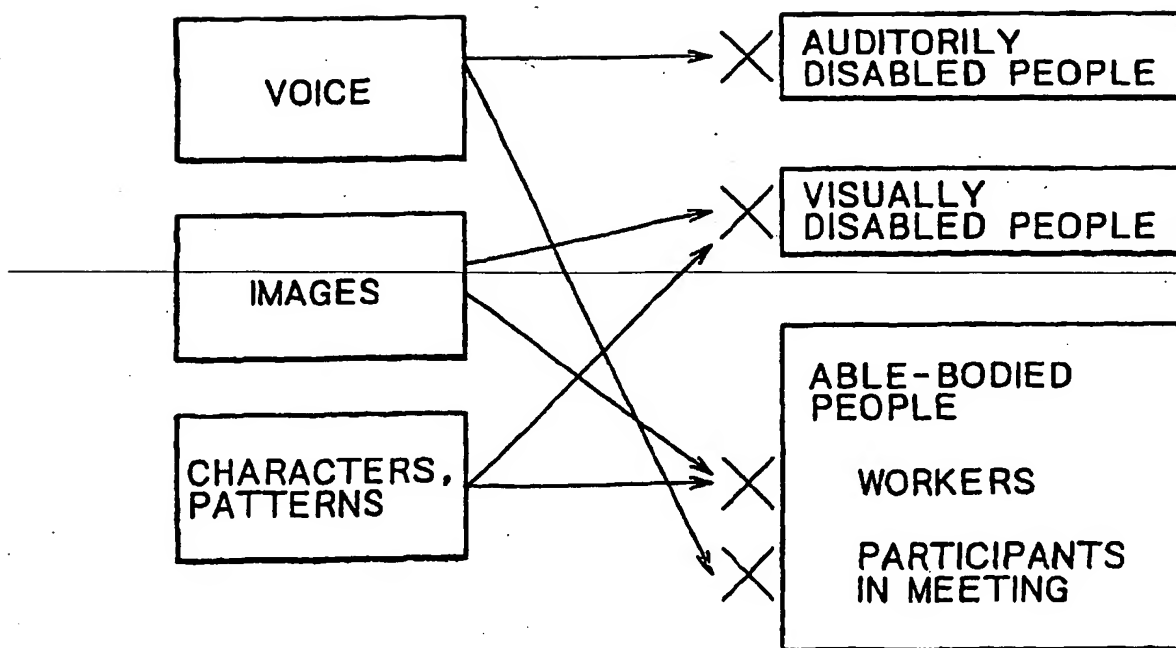 VOICE
IMAGES
CHARACTERS,
PATTERNS
AUDITORILY
DISABLED PEOPLE
VISUALLY
DISABLED PEOPLE
ABLE-BODIED
PEOPLE
WORKERS
PARTICIPANTS
IN MEETING